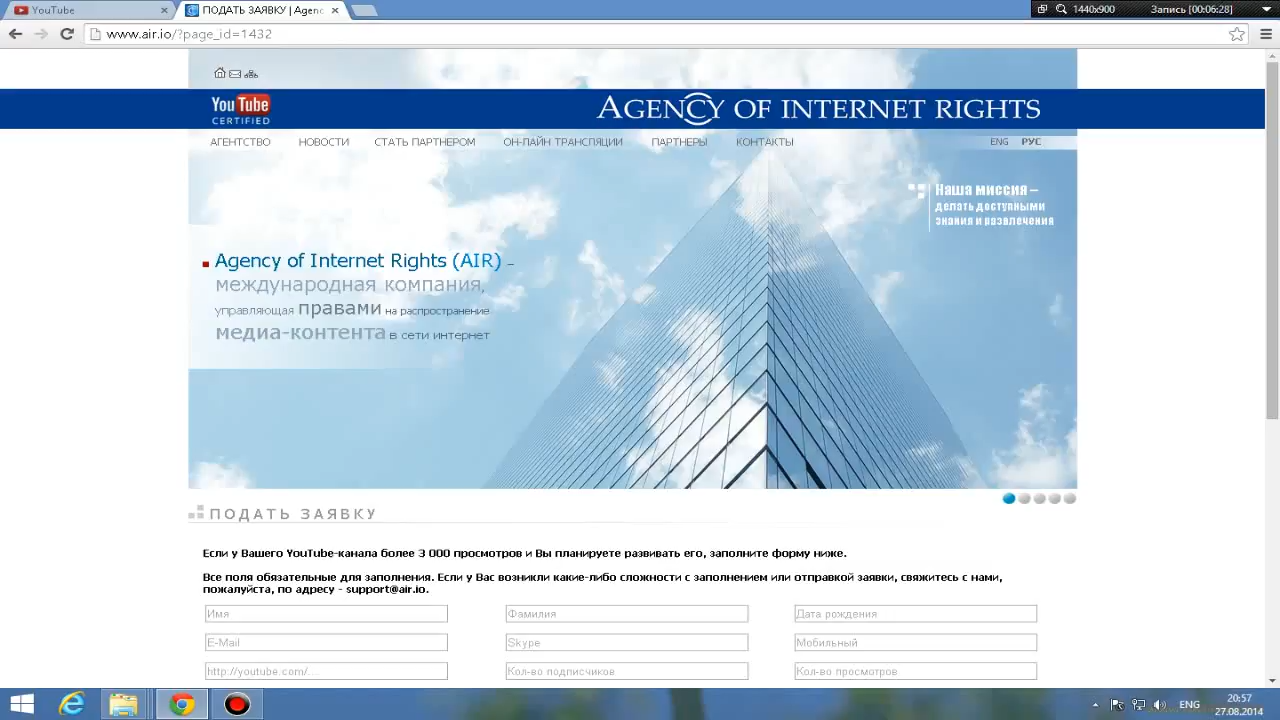 YouTube
ПОДАТЬ ЗАЯВКУ | Agenc
1440x900
Запись [00:06:28]
www.air.io/?page_id=1432
You Tube
CERTIFIED
AGENCY OF INTERNET RIGHTS
АГЕНТСТВО
НОВОСТИ
СТАТЬ ПАРТНЕРОМ
ОН-ЛАЙН ТРАНСЛЯЦИИ
ПАРТНЕРЫ
КОНТАКТЫ
ENG
РУС
Наша миссия –
делать доступными
знания и развлечения
Agency of Internet Rights (AIR) –
международная компания,
управляющая правами на распространение
медиа-контента в сети интернет
ПОДАТЬ ЗАЯВКУ
Если у Вашего YouTube-канала более 3 000 просмотров и Вы планируете развивать его, заполните форму ниже.
Все поля обязательные для заполнения. Если у Вас возникли какие-либо сложности с заполнением или отправкой заявки, свяжитесь с нами,
пожалуйста, по адресу - support@air.io.
Имя
Фамилия
Дата рождения
E-Mail
Skype
Мобильный
http://youtube.com/...
Кол-во подписчиков
Кол-во просмотров
ENG
20:57
27.08.2014